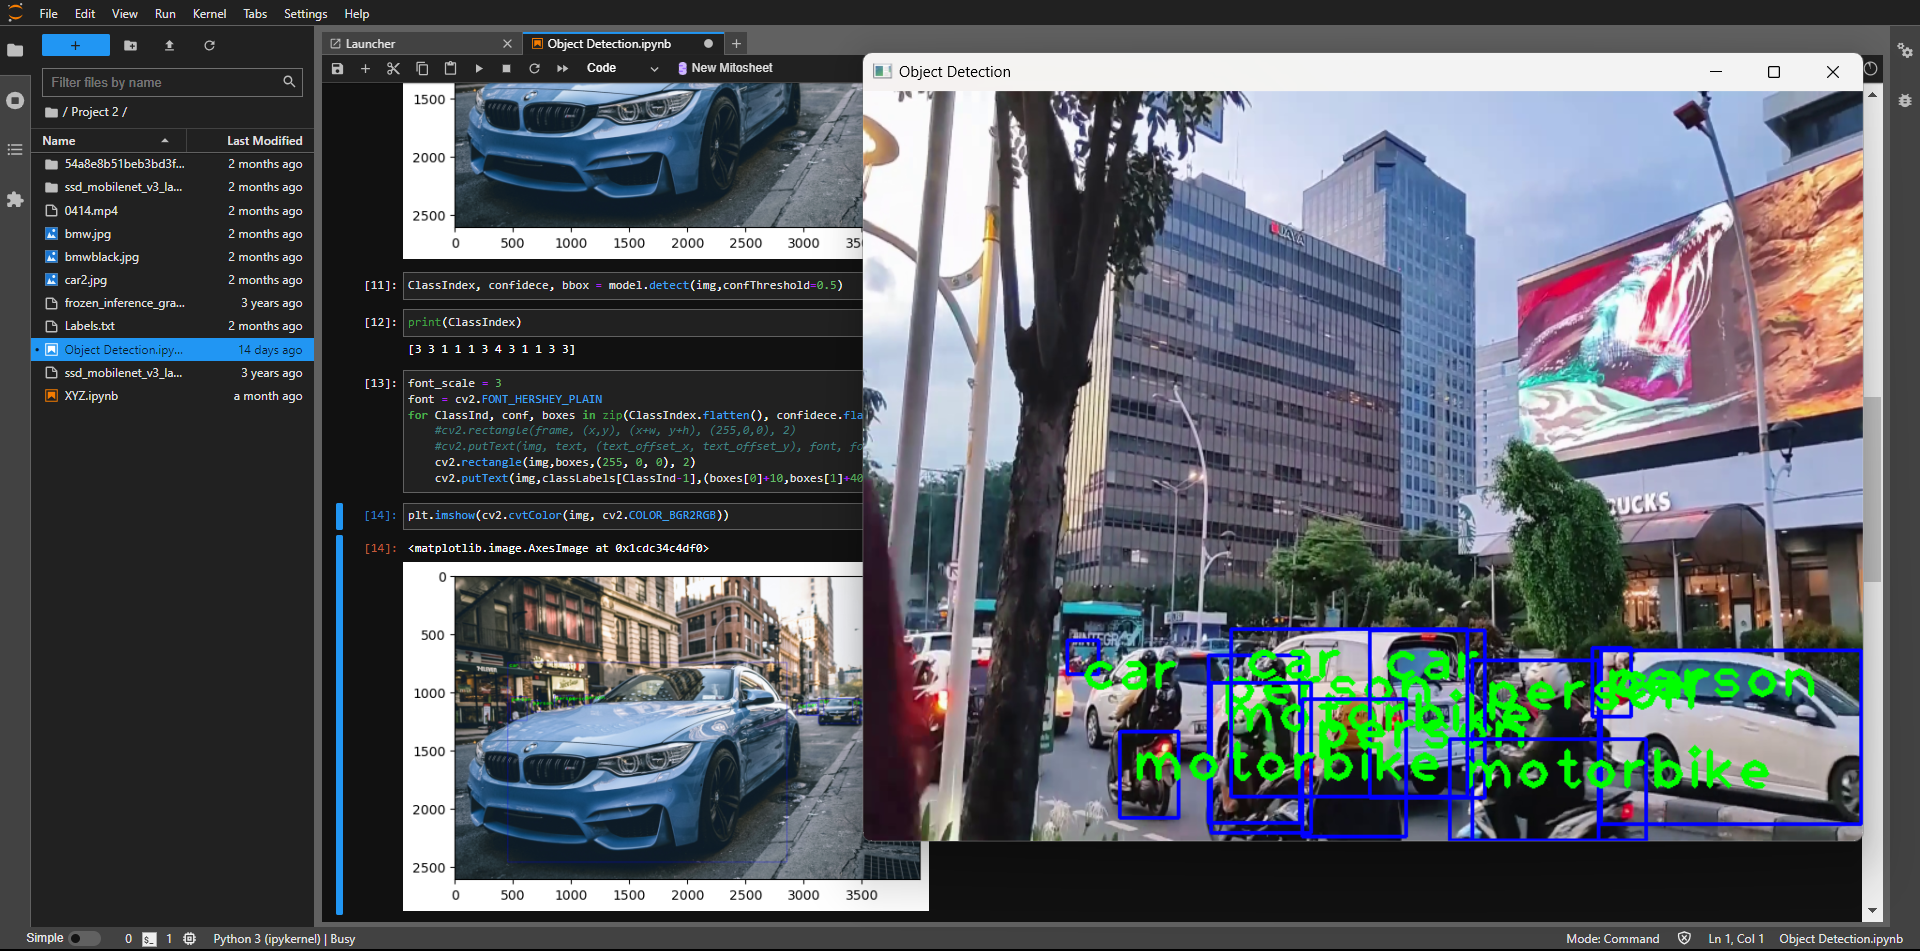 File Edit View Run Kernel Tabs Settings Help
Filter files by name
/ Project 2 /
Name Last Modified
54a8e8b51beb3bd3f... 2 months ago
ssd_mobilenet_v3_la... 2 months ago
0414.mp4 2 months ago
bmw.jpg 2 months ago
bmwblack.jpg 2 months ago
car2.jpg 2 months ago
frozen_inference_gra... 3 years ago
Labels.txt 2 months ago
Object Detection.ipy... 14 days ago
ssd_mobilenet_v3_la... 3 years ago
XYZ.ipynb a month ago
Launcher
Object Detection.ipynb
Code
New Mitosheet
1500
2000
2500
0 500 1000 1500 2000 2500 3000 35
[11]: ClassIndex, confidece, bbox = model.detect(img,confThreshold=0.5)
[12]: print(ClassIndex)
[3 3 1 1 1 3 4 3 1 1 3 3]
[13]: font_scale = 3
font = cv2.FONT_HERSHEY_PLAIN
for ClassInd, conf, boxes in zip(ClassIndex.flatten(), confidece.fla
#cv2.rectangle(frame, (x,y), (x+w, y+h), (255,0,0), 2)
#cv2.putText(img, text, (text_offset_x, text_offset_y), font, fo
cv2.rectangle(img,boxes,(255, 0, 0), 2)
cv2.putText(img,classLabels[ClassInd-1],(boxes[0]+10,boxes[1]+40
[14]: plt.imshow(cv2.cvtColor(img, cv2.COLOR_BGR2RGB))
[14]: <matplotlib.image.AxesImage at 0x1cdc34c4df0>
0
500
1000
1500
2000
2500
0 500 1000 1500 2000 2500 3000 3500
Object Detection
UCKS
car
car
car
person
person
person
motorbike
person
motorbike
motorbike
Simple 0 1 Python 3 (ipykernel) | Busy
Mode: Command Ln 1, Col 1 Object Detection.ipynb